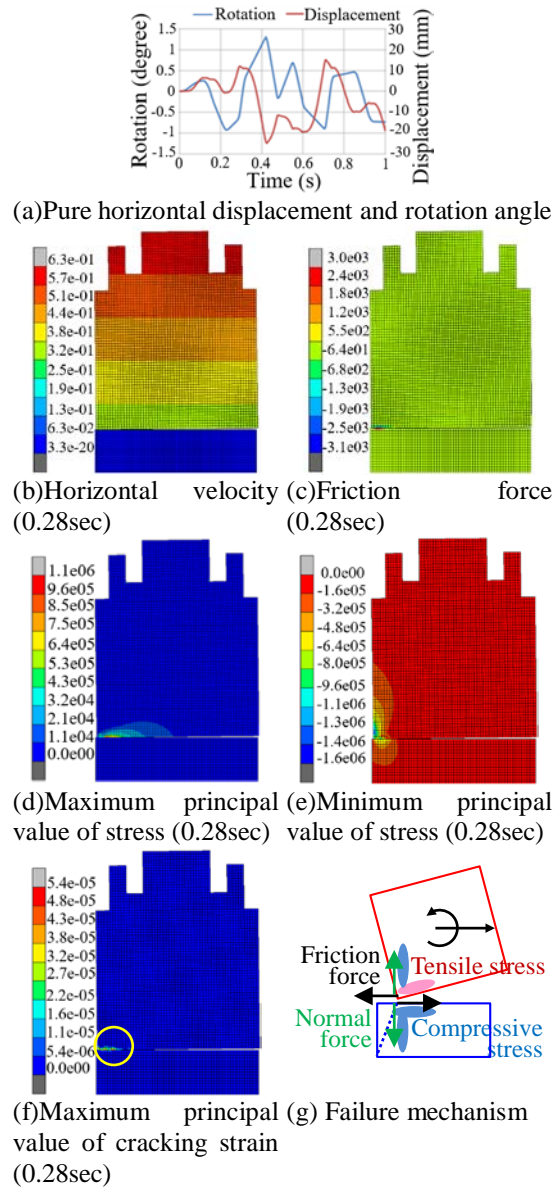 Rotation Displacement
1.5 30
1 20
0.5 10
0 0
-0.5 -10
-1 -20
-1.5 -30
Rotation (degree)
Displacement (mm)
0 0.2 0.4 0.6 0.8 1
Time (s)
(a)Pure horizontal displacement and rotation angle
6.3e-01
5.7e-01
5.1e-01
4.4e-01
3.8e-01
3.2e-01
2.5e-01
1.9e-01
1.3e-01
6.3e-02
3.3e-20
3.0e03
2.4e03
1.8e03
1.2e03
5.5e02
-6.4e01
-6.8e02
-1.3e03
-1.9e03
-2.5e03
-3.1e03
(b)Horizontal velocity
(0.28sec)
(c)Friction force
(0.28sec)
1.1e06
9.6e05
8.5e05
7.4e05
6.4e05
5.3e05
4.3e05
3.2e04
2.1e04
1.1e04
0.0e00
0.0e00
-1.6e05
-3.2e05
-4.8e05
-6.4e05
-8.0e05
-9.6e05
-1.1e06
-1.3e06
-1.4e06
-1.6e06
(d)Maximum principal
value of stress (0.28sec)
(e)Minimum principal
value of stress (0.28sec)
5.4e-05
4.8e-05
4.3e-05
3.8e-05
3.2e-05
2.7e-05
2.2e-05
1.6e-05
1.1e-05
5.4e-06
0.0e00
Friction
force
Tensile stress
Normal
force
Compressive
stress
(f)Maximum principal
value of cracking strain
(0.28sec)
(g) Failure mechanism